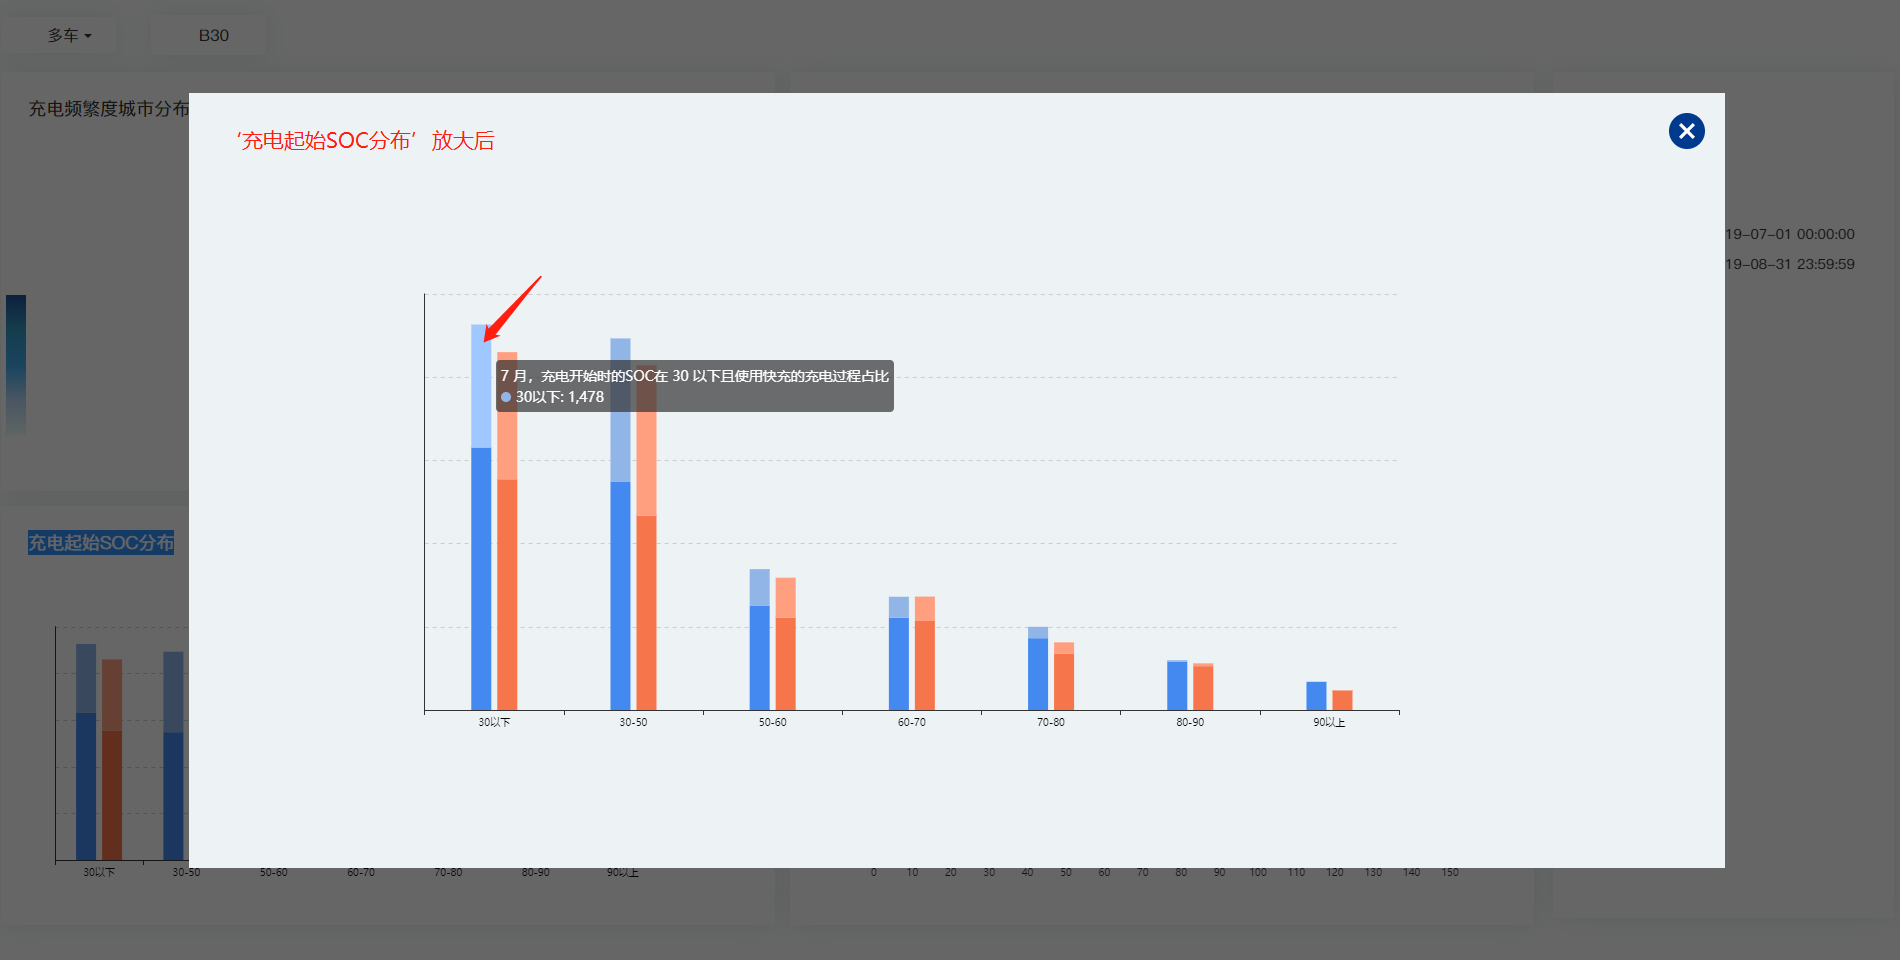 多车
B30
充电频繁度城市分布
‘充电起始SOC分布’放大后
19-07-01 00:00:00
19-08-31 23:59:59
7 月，充电开始时的SOC在 30 以下且使用快充的充电过程占比
30以下: 1,478
30以下 30-50 50-60 60-70 70-80 80-90 90以上
充电起始SOC分布
30以下 30-50 50-60 60-70 70-80 80-90 90以上
0 10 20 30 40 50 60 70 80 90 100 110 120 130 140 150